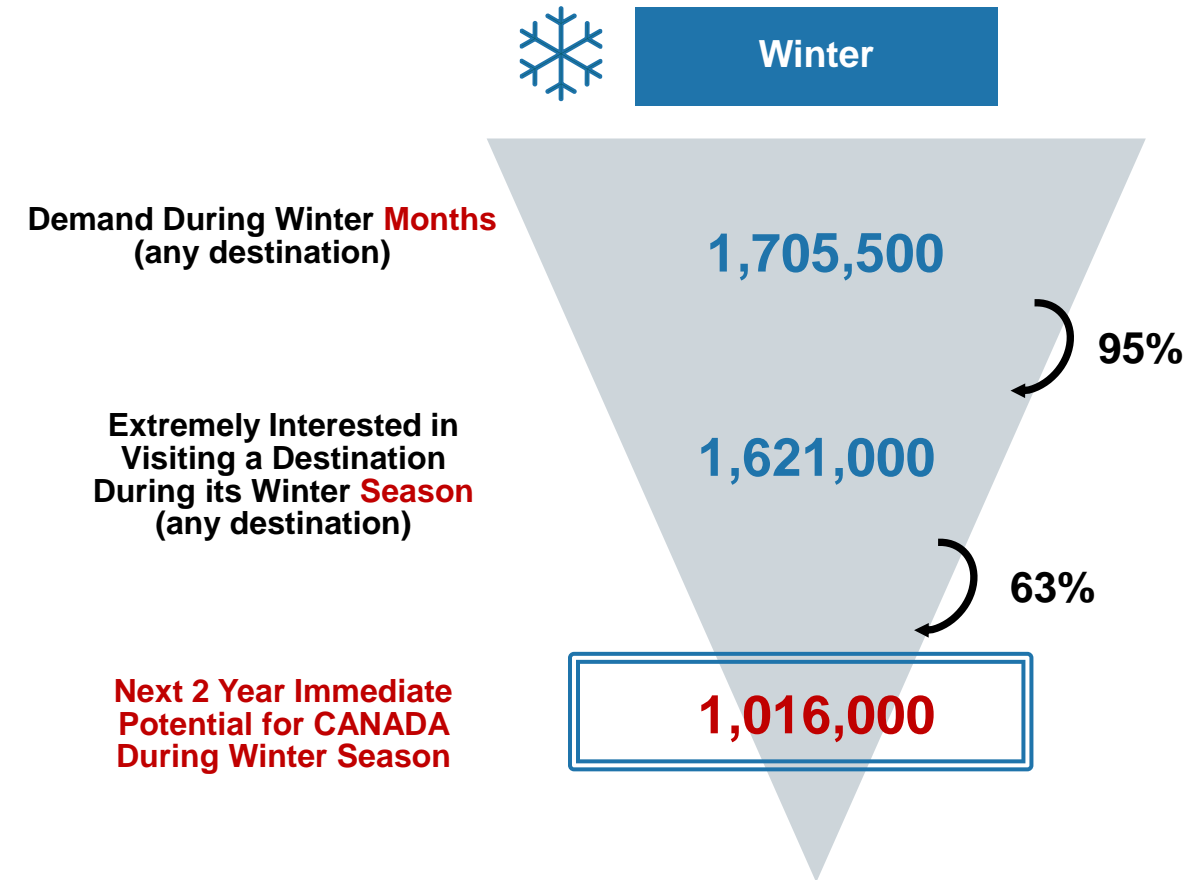 Winter
Demand During Winter Months
(any destination)
1,705,500
95%
Extremely Interested in
Visiting a Destination
During its Winter Season
(any destination)
1,621,000
63%
Next 2 Year Immediate
Potential for CANADA
During Winter Season
1,016,000